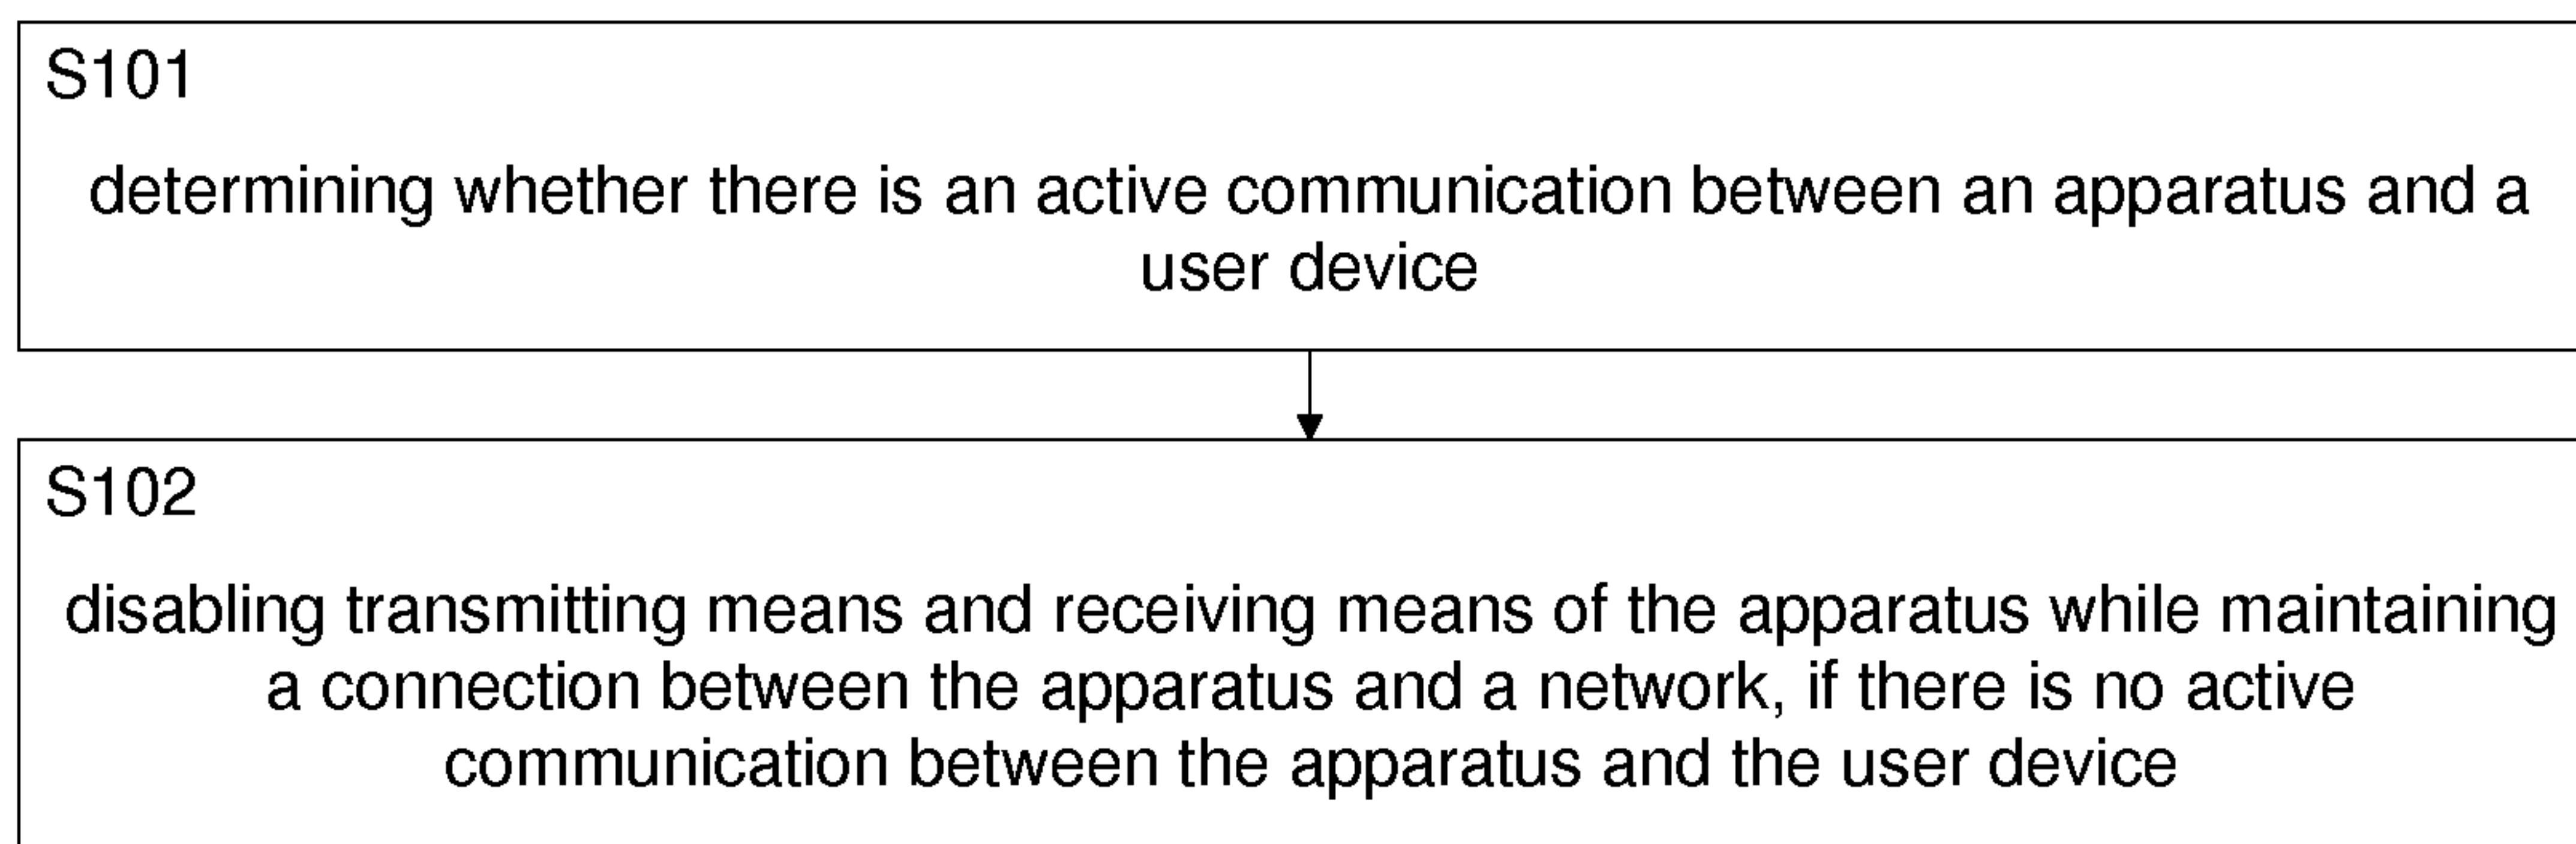 S101
determining whether there is an active communication between an apparatus and a
user device
S102
disabling transmitting means and receiving means of the apparatus while maintaining
a connection between the apparatus and a network, if there is no active
communication between the apparatus and the user device